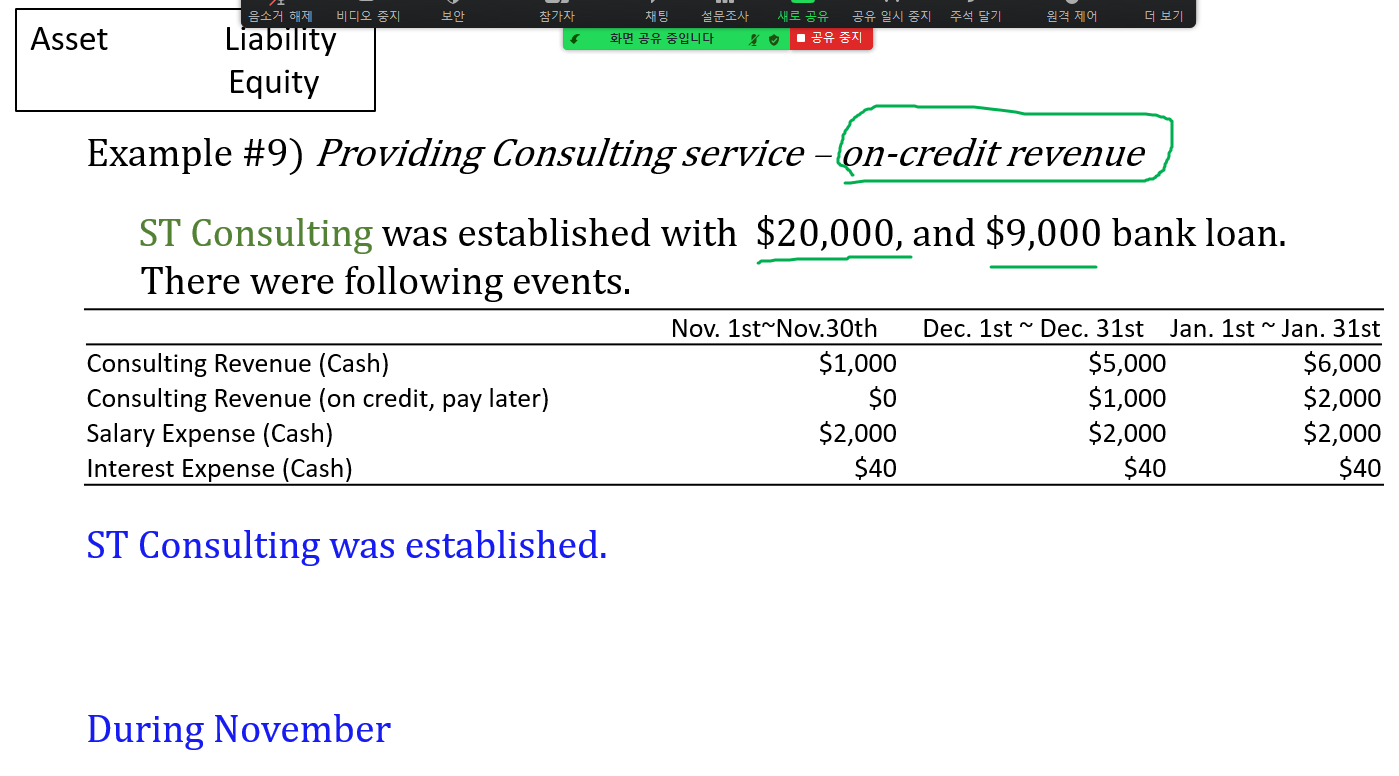 음소거 해제 비디오 중지 보안 참가자 채팅 설문조사 새로 공유 공유 일시 중지 주석 달기 원격 제어 더 보기
화면 공유 중입니다 공유 중지
Asset Liability
Equity
Example #9) Providing Consulting service – on-credit revenue
ST Consulting was established with $20,000, and $9,000 bank loan.
There were following events.
Nov. 1st~Nov.30th Dec. 1st ~ Dec. 31st Jan. 1st ~ Jan. 31st
Consulting Revenue (Cash) $1,000 $5,000 $6,000
Consulting Revenue (on credit, pay later) $0 $1,000 $2,000
Salary Expense (Cash) $2,000 $2,000 $2,000
Interest Expense (Cash) $40 $40 $40
ST Consulting was established.
During November